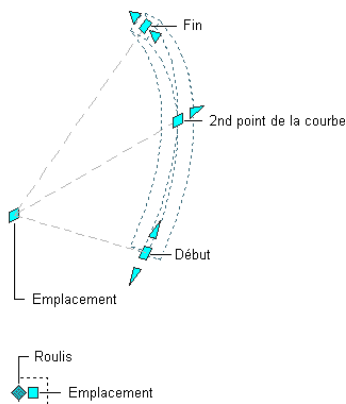 Fin
2nd point de la courbe
Début
Emplacement
Roulis
Emplacement